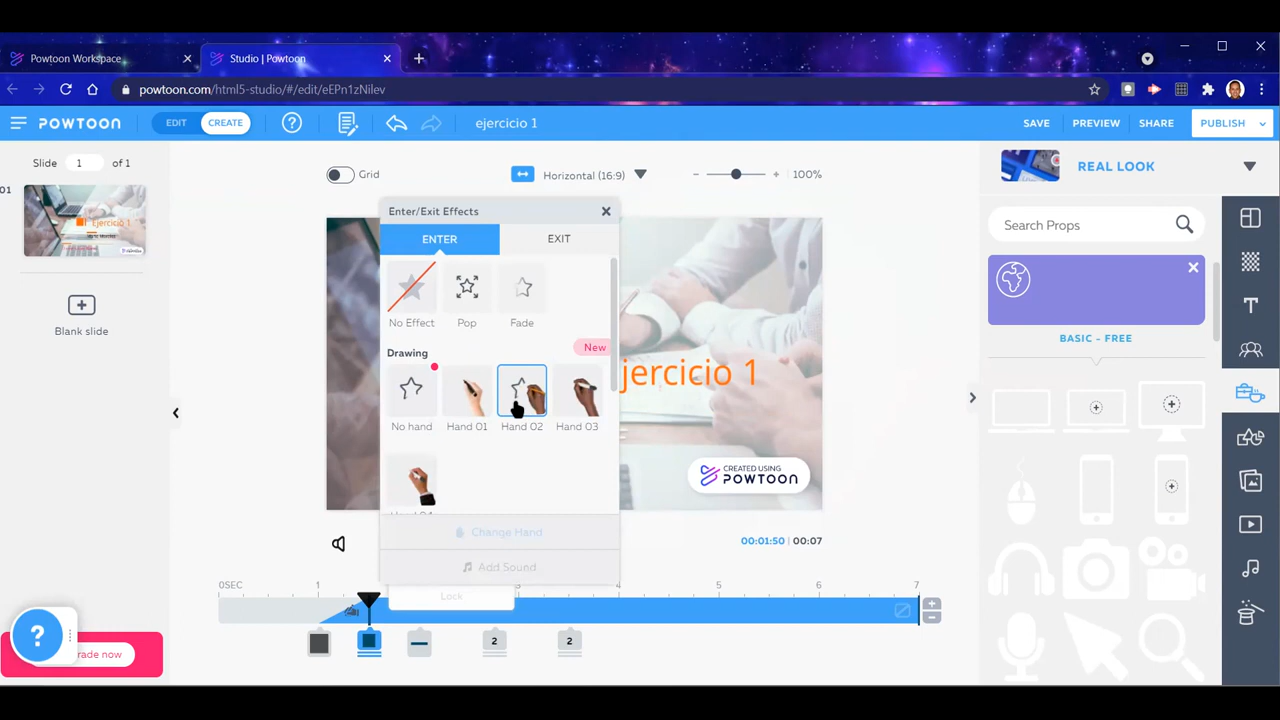 Powtoon Workspace
Studio | Powtoon
powtoon.com/html5-studio/#/edit/eEPn1zNilev
POWTOON
EDIT
CREATE
ejercicio 1
SAVE
PREVIEW
SHARE
PUBLISH
Slide 1 of 1
Grid
Horizontal (16:9)
100%
REAL LOOK
01
Ejercicio 1
Blank slide
Enter/Exit Effects
ENTER
EXIT
No Effect
Pop
Fade
Drawing
New
No hand
Hand 01
Hand 02
Hand 03
Change Hand
Add Sound
Lock
jercicio 1
CREATED USING
POWTOON
Search Props
BASIC - FREE
00:01:50 | 00:07
0SEC
1
4
5
6
7
2
2
?
rade now